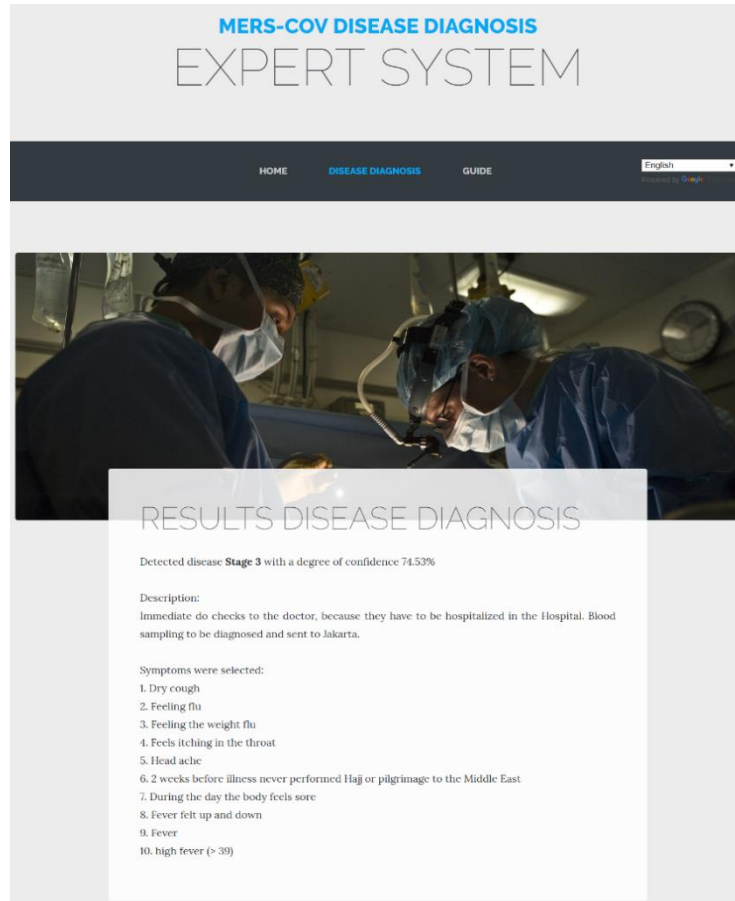 MERS-COV DISEASE DIAGNOSIS
EXPERT SYSTEM
HOME DISEASE DIAGNOSIS GUIDE
English
Powered by Google
RESULTS DISEASE DIAGNOSIS
Detected disease Stage 3 with a degree of confidence 74.53%
Description:
Immediate do checks to the doctor, because they have to be hospitalized in the Hospital. Blood
sampling to be diagnosed and sent to Jakarta.
Symptoms were selected:
1. Dry cough
2. Feeling flu
3. Feeling the weight flu
4. Feels itching in the throat
5. Head ache
6. 2 weeks before illness never performed Hajj or pilgrimage to the Middle East
7. During the day the body feels sore
8. Fever felt up and down
9. Fever
10. high fever (> 39)